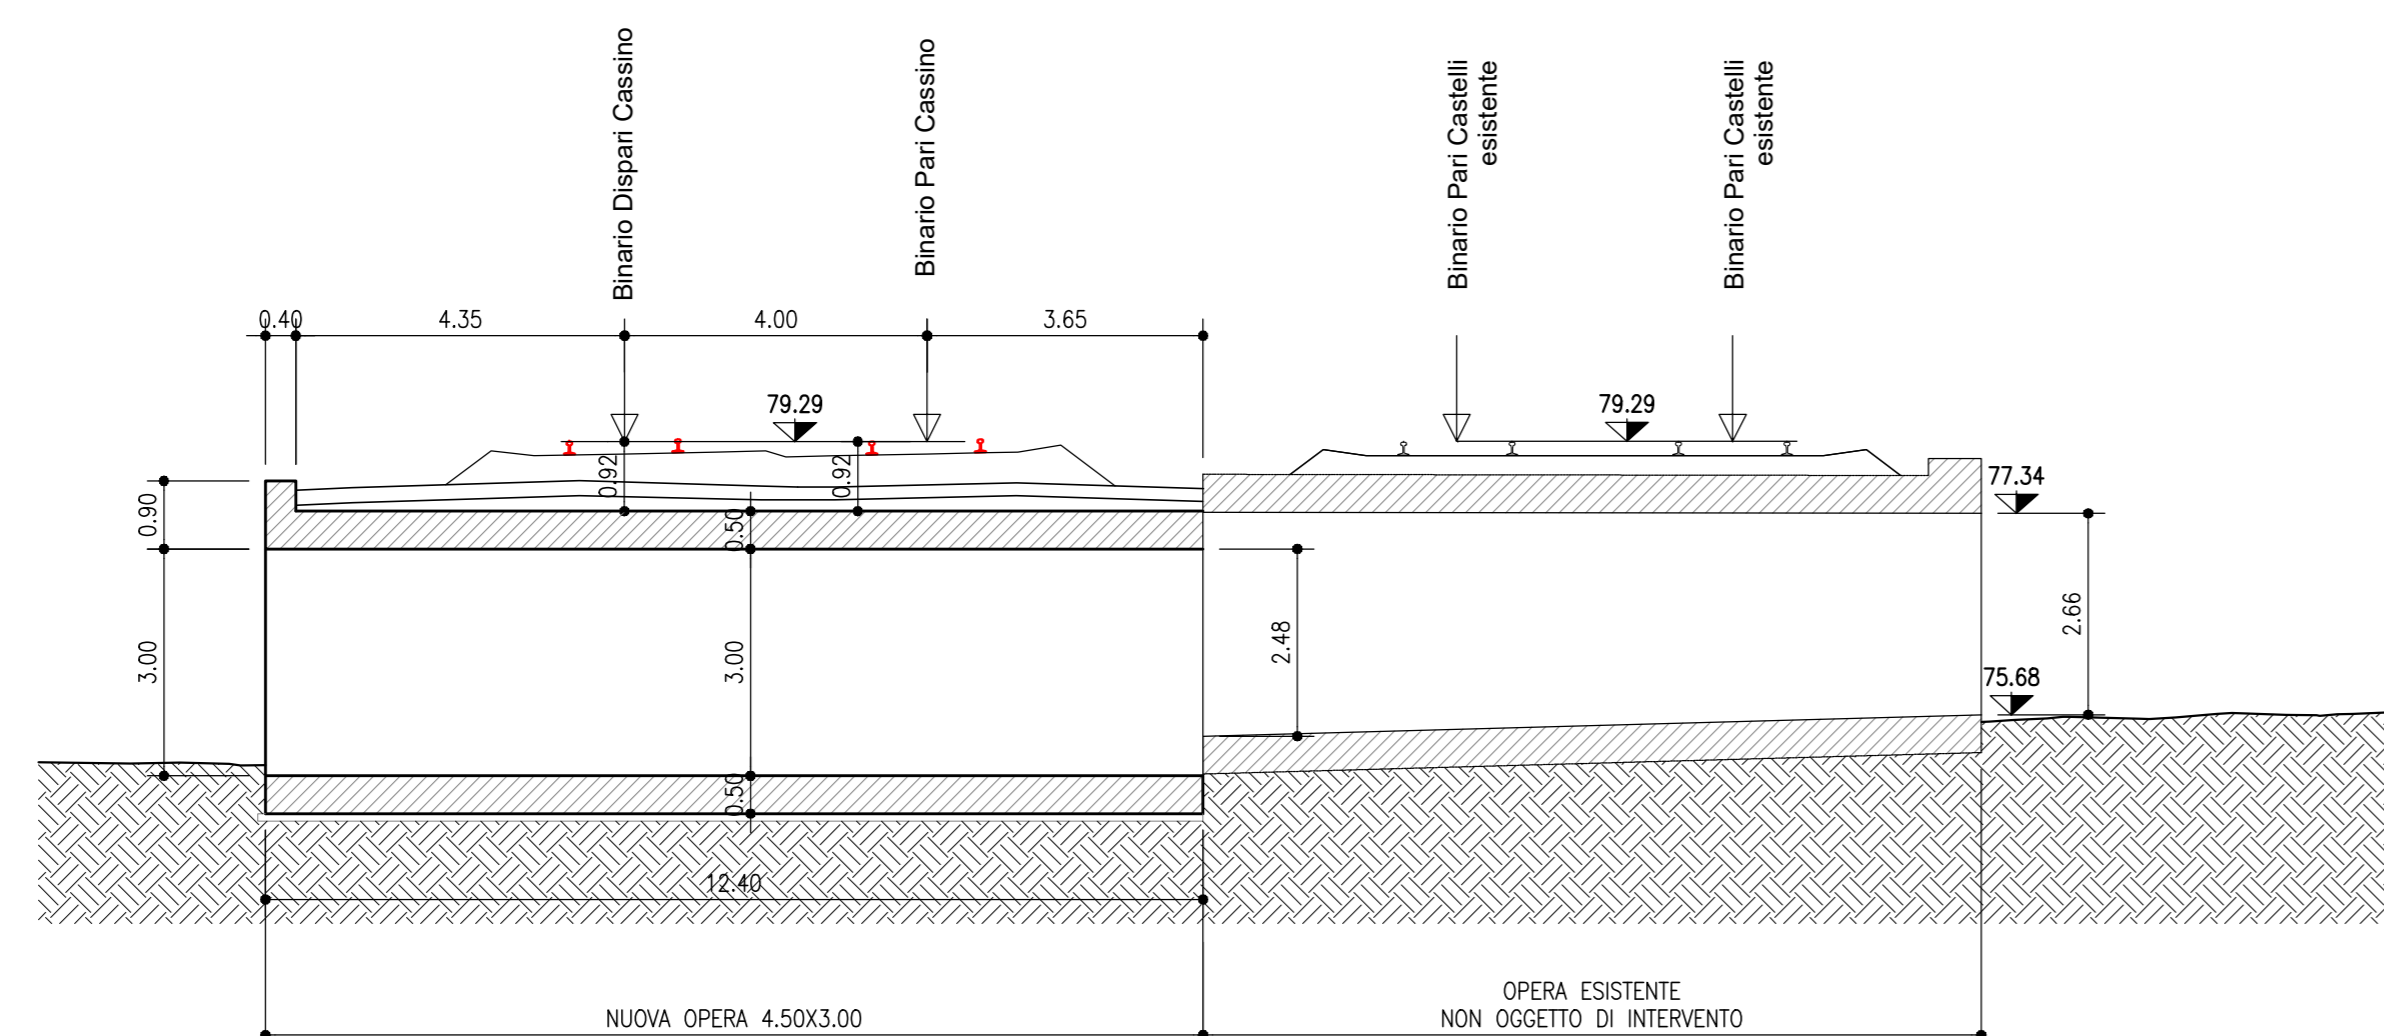 Binario Dispari Cassino
Binario Pari Cassino
Binario Pari Castelli
esistente
Binario Pari Castelli
esistente
0.40
4.35
4.00
3.65
79.29
79.29
0.92
0.92
77.34
0.90
0.50
3.00
3.00
2.48
2.66
75.68
0.50
12.40
NUOVA OPERA 4.50X3.00
OPERA ESISTENTE
NON OGGETTO DI INTERVENTO